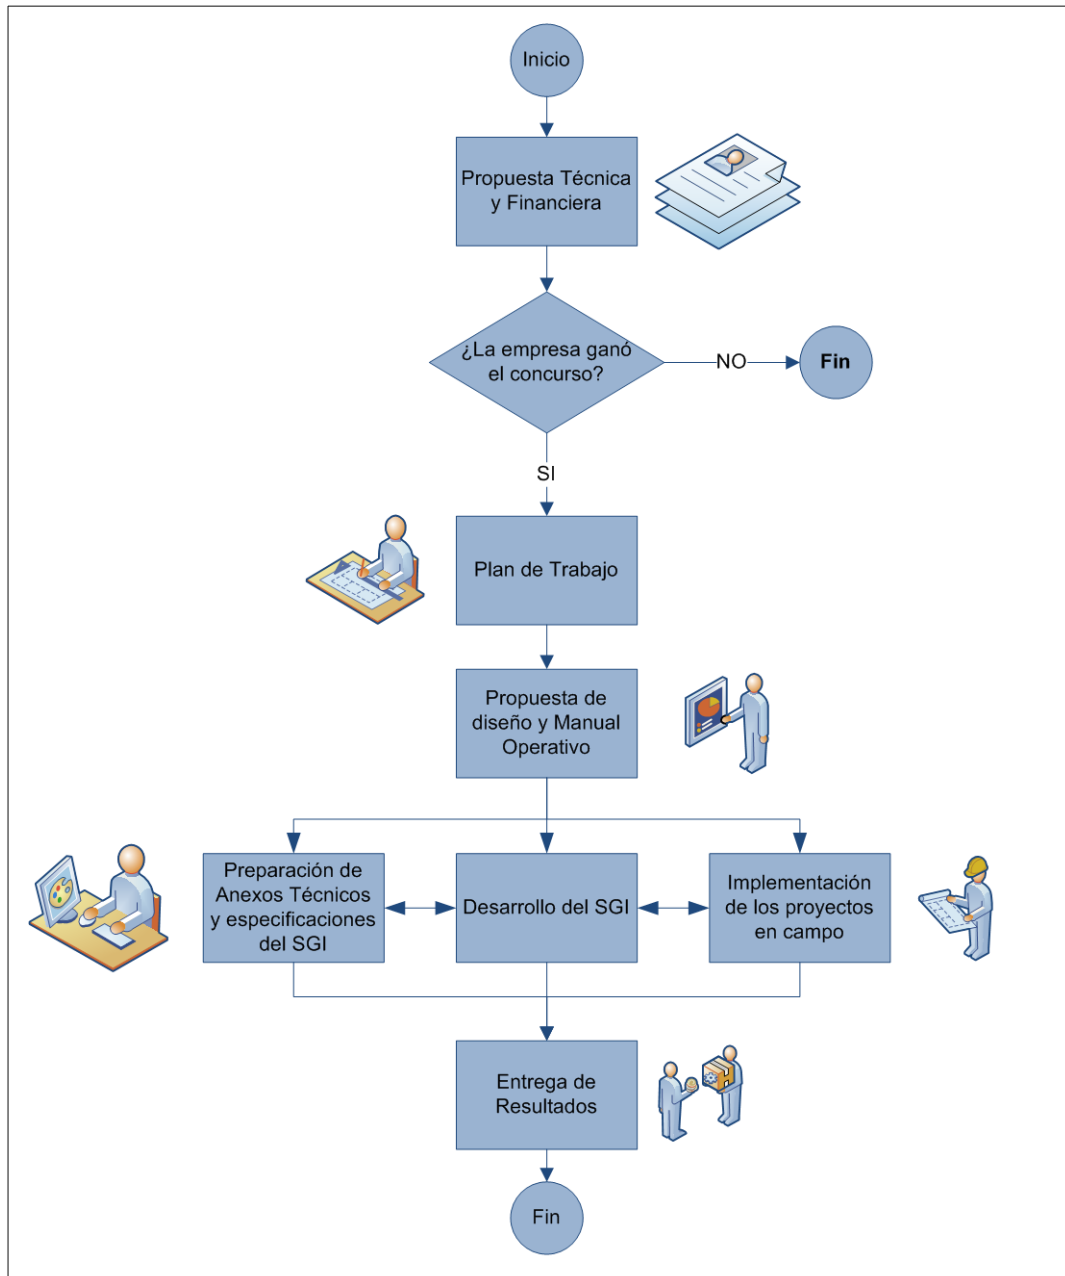 Inicio
Propuesta Técnica
y Financiera
¿La empresa ganó
el concurso?
NO
Fin
SI
Plan de Trabajo
Propuesta de
diseño y Manual
Operativo
Preparación de
Anexos Técnicos
y especificaciones
del SGI
Desarrollo del SGI
Implementación
de los proyectos
en campo
Entrega de
Resultados
Fin